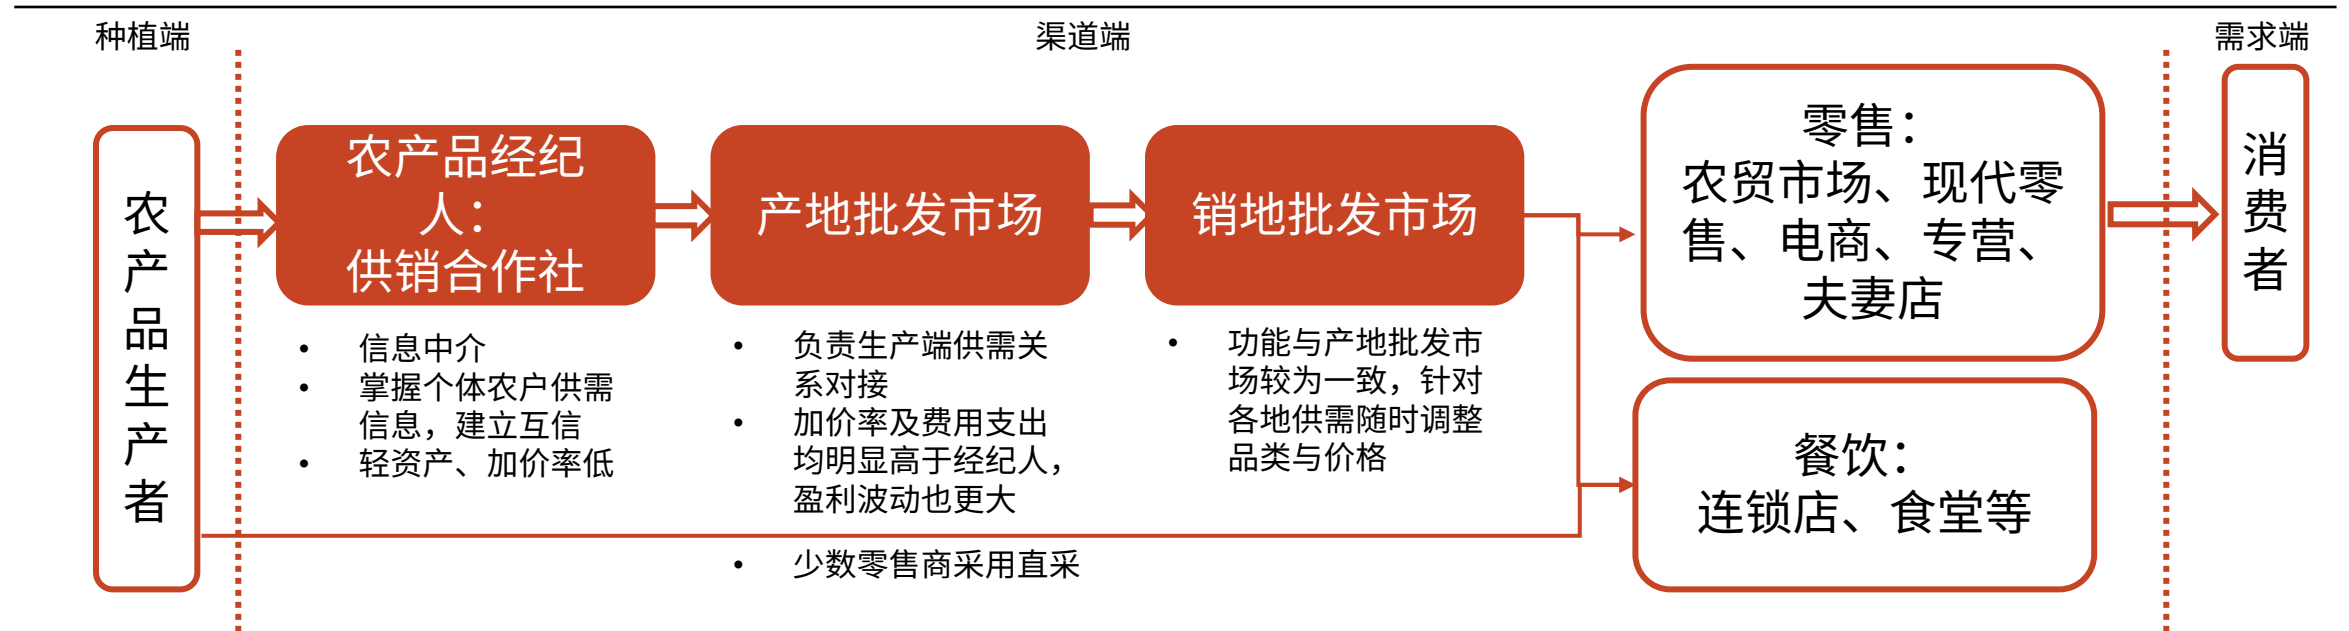 种植端
渠道端
需求端
农
产
品
生
产
者
农产品经纪
人：
供销合作社
产地批发市场
销地批发市场
零售：
农贸市场、现代零
售、电商、专营、
夫妻店
消
费
者
• 信息中介
• 掌握个体农户供需
信息，建立互信
• 轻资产、加价率低
• 负责生产端供需关
系对接
• 加价率及费用支出
均明显高于经纪人，
盈利波动也更大
• 功能与产地批发市
场较为一致，针对
各地供需随时调整
品类与价格
餐饮：
连锁店、食堂等
• 少数零售商采用直采